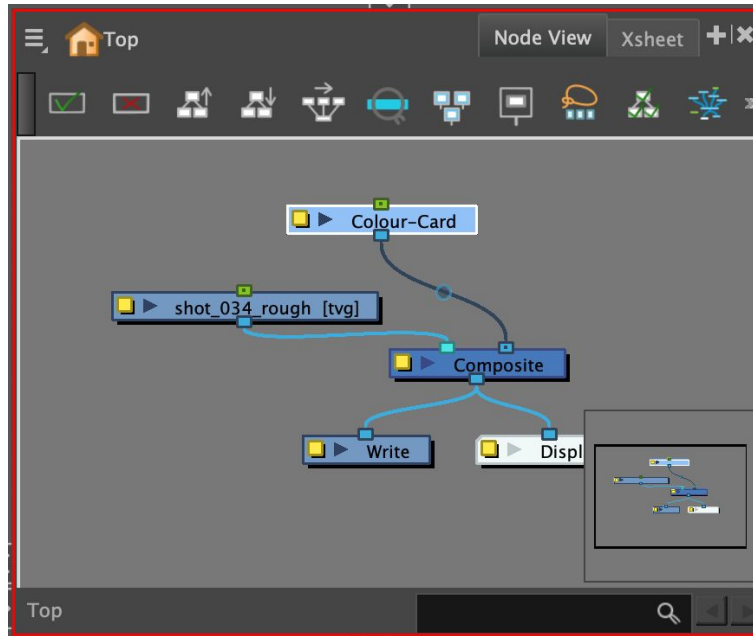 Top
Node View
Xsheet
Colour-Card
shot_034_rough [tvg]
Composite
Write
Displ
Top